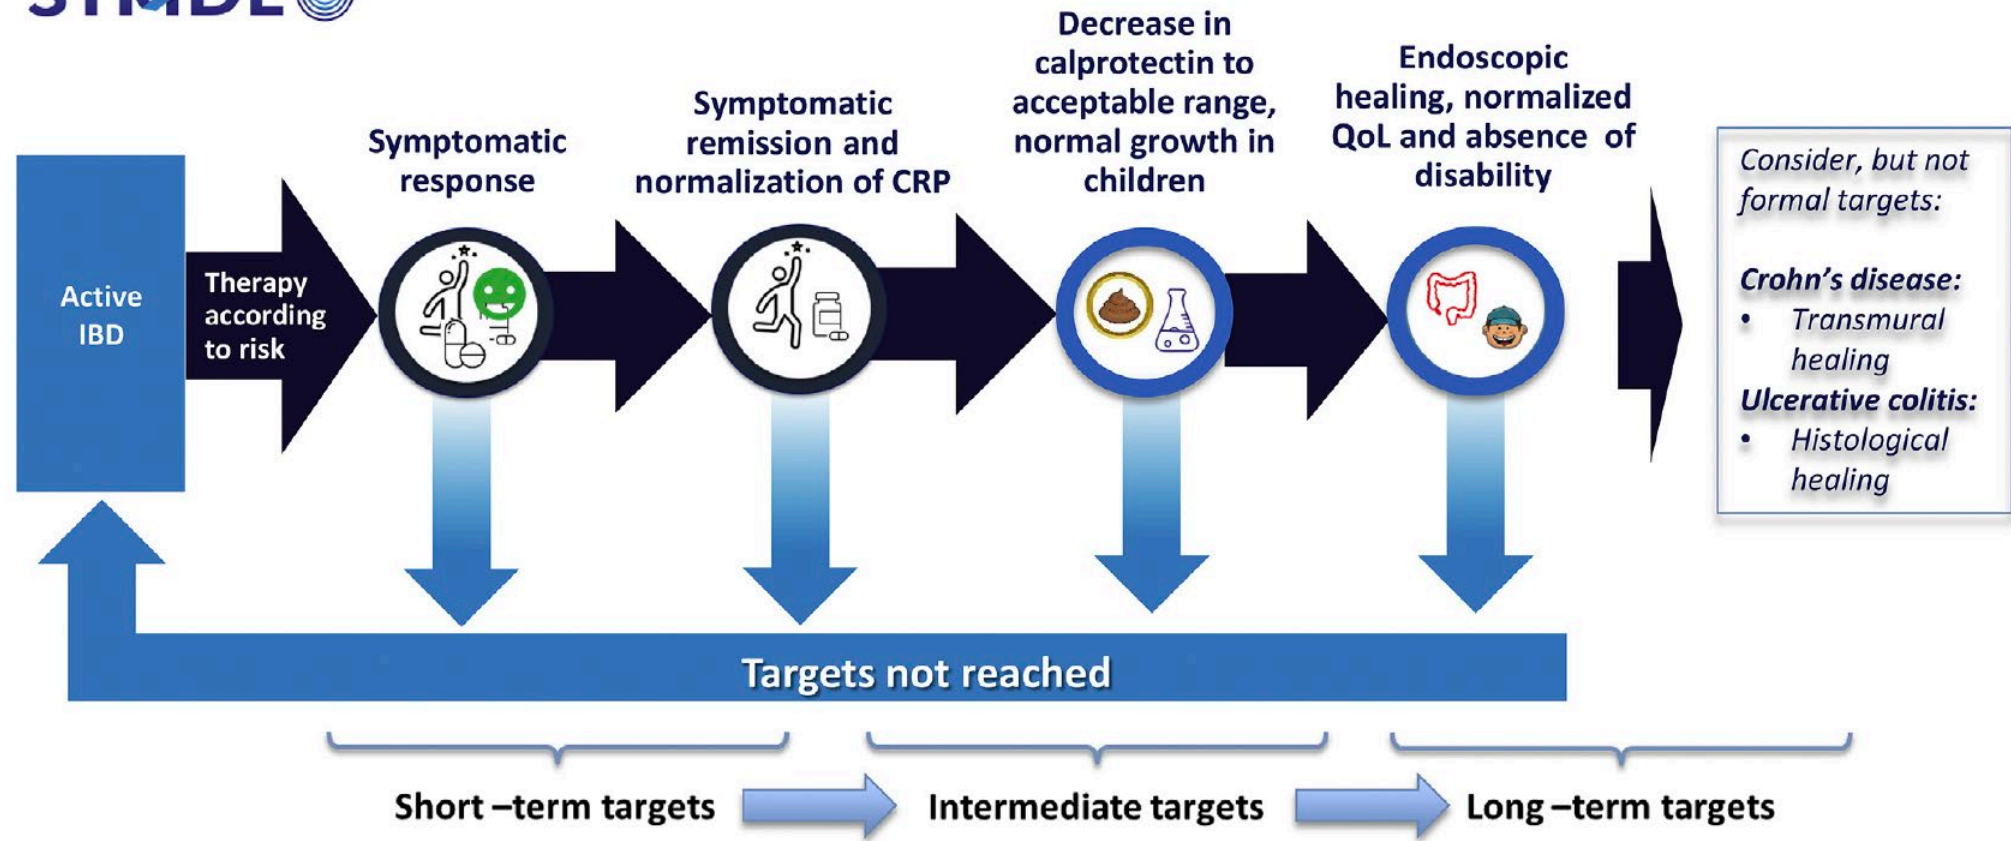 Active
IBD
Therapy
according
to risk
Symptomatic
response
Symptomatic
remission and
normalization of CRP
Decrease in
calprotectin to
acceptable range,
normal growth in
children
Endoscopic
healing, normalized
QoL and absence of
disability
Consider, but not
formal targets:
Crohn’s disease:
• Transmural
healing
Ulcerative colitis:
• Histological
healing
Targets not reached
Short –term targets
Intermediate targets
Long –term targets